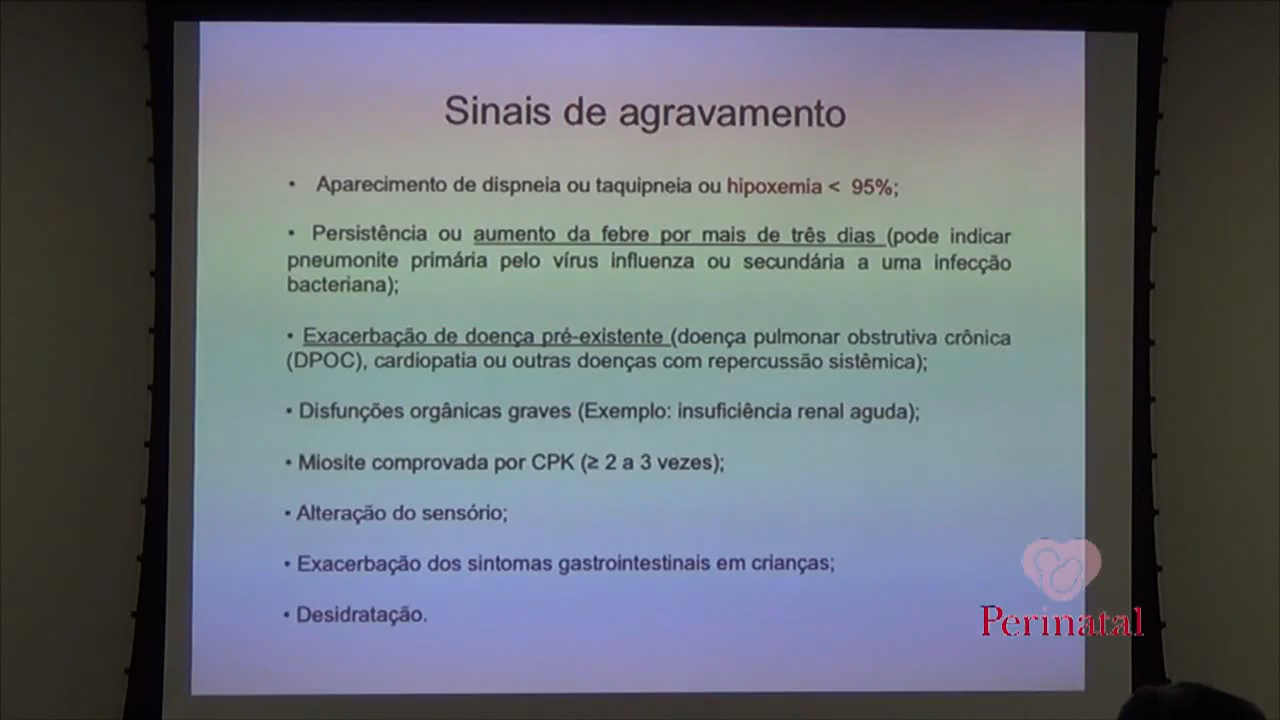 Sinais de agravamento
• Aparecimento de dispneia ou taquipneia ou hipoxemia < 95%;
• Persistência ou aumento da febre por mais de três dias (pode indicar
pneumonite primária pelo vírus influenza ou secundária a uma infecção
bacteriana);
• Exacerbação de doença pré-existente (doença pulmonar obstrutiva crônica
(DPOC), cardiopatia ou outras doenças com repercussão sistêmica);
• Disfunções orgânicas graves (Exemplo: insuficiência renal aguda);
• Miosite comprovada por CPK (≥ 2 a 3 vezes);
• Alteração do sensório;
• Exacerbação dos sintomas gastrointestinais em crianças;
• Desidratação.
Perinatal